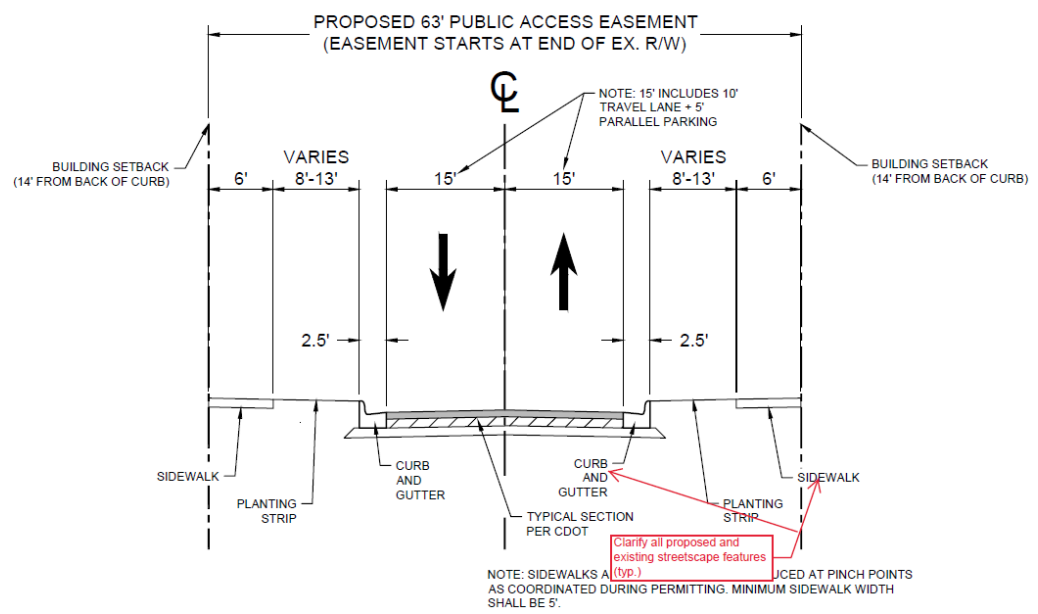 PROPOSED 63' PUBLIC ACCESS EASEMENT
(EASEMENT STARTS AT END OF EX. R/W)
CL
NOTE: 15' INCLUDES 10'
TRAVEL LANE + 5'
PARALLEL PARKING
BUILDING SETBACK
(14' FROM BACK OF CURB)
VARIES
VARIES
BUILDING SETBACK
(14' FROM BACK OF CURB)
6'
8'-13'
15'
15'
8'-13'
6'
2.5'
2.5'
SIDEWALK
PLANTING
STRIP
CURB
AND
GUTTER
TYPICAL SECTION
PER CDOT
CURB
AND
GUTTER
PLANTING
STRIP
SIDEWALK
Clarify all proposed and
existing streetscape features
(typ.)
NOTE: SIDEWALKS A UCED AT PINCH POINTS
AS COORDINATED DURING PERMITTING. MINIMUM SIDEWALK WIDTH
SHALL BE 5'.